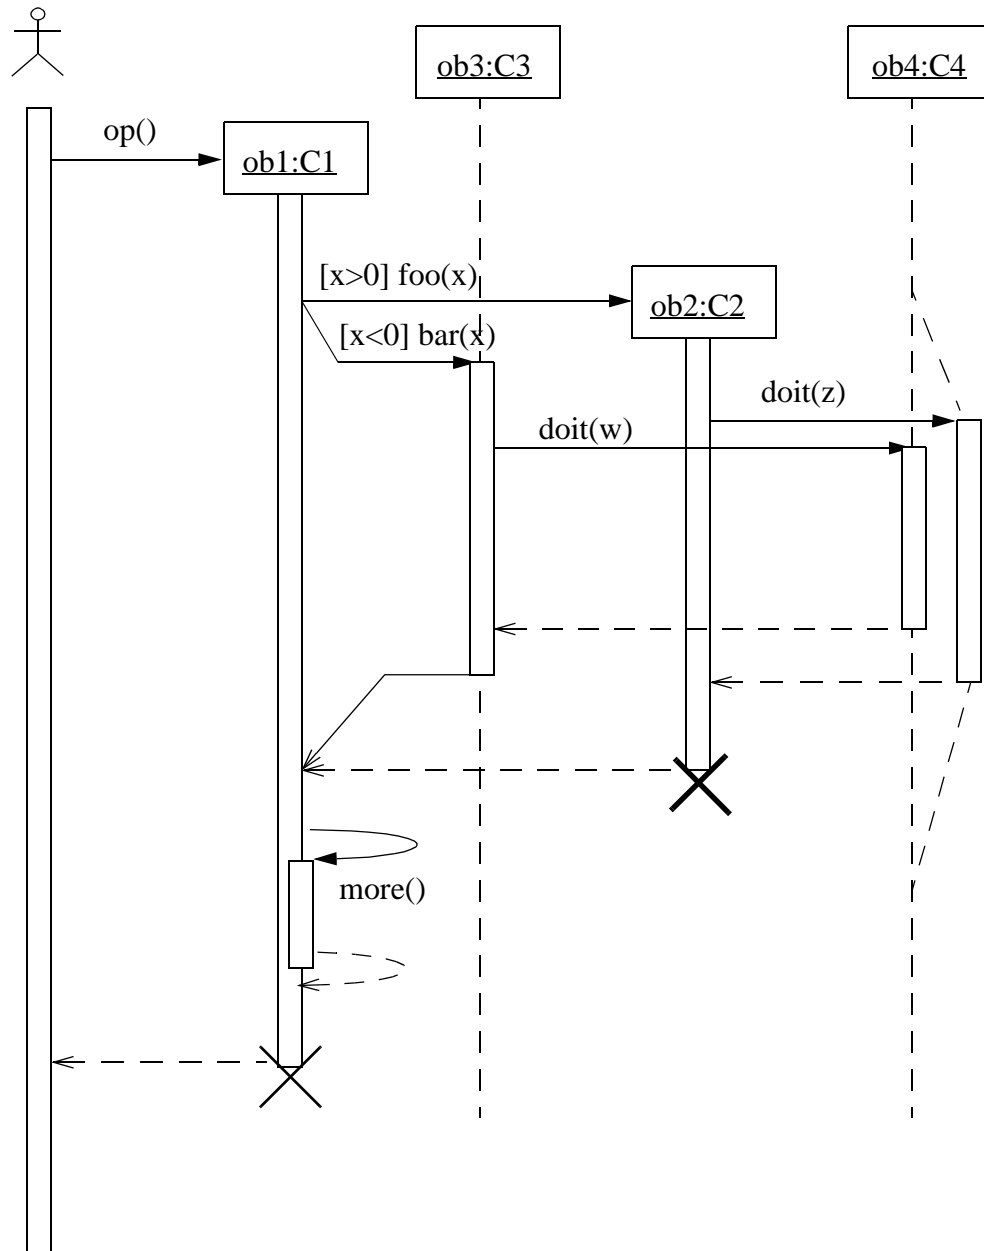 ob3:C3
ob4:C4
op()
ob1:C1
[x>0] foo(x)
ob2:C2
[x<0] bar(x)
doit(z)
doit(w)
more()